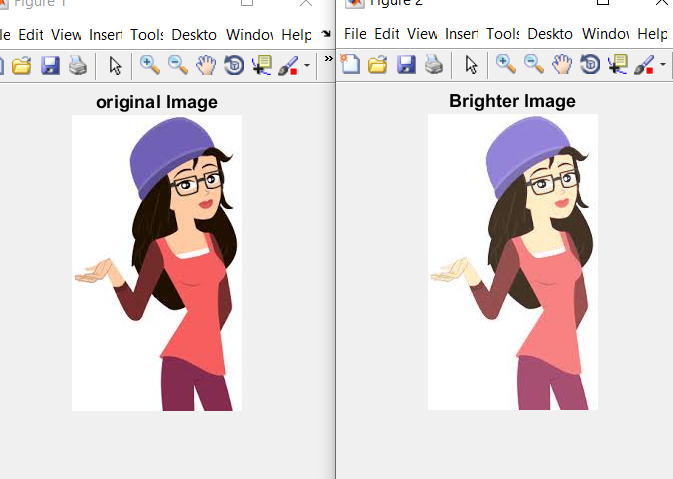 Figure 1
Figure 2
le Edit View Insert Tools Deskto Window Help
File Edit View Insert Tools Deskto Window Help
original Image
Brighter Image